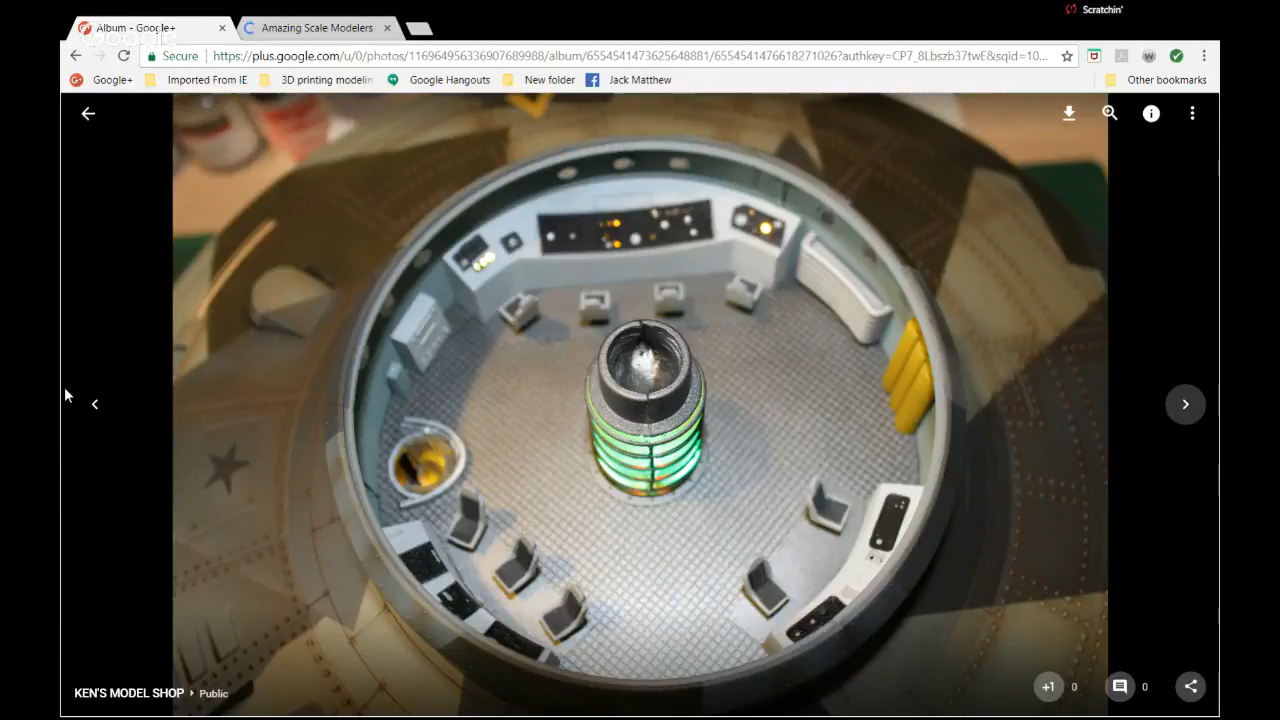 Scratchin'
Album - Google+
Amazing Scale Modelers
Google
Secure
https://plus.google.com/u/0/photos/116964956336907689988/album/6554541473625648881/6554541476618271026?authkey=CP7_8Lbszb37twE&sqid=10...
Google+
Imported From IE
3D printing modelin
Google Hangouts
New folder
Jack Matthew
Other bookmarks
KEN'S MODEL SHOP
Public
+1
0
0